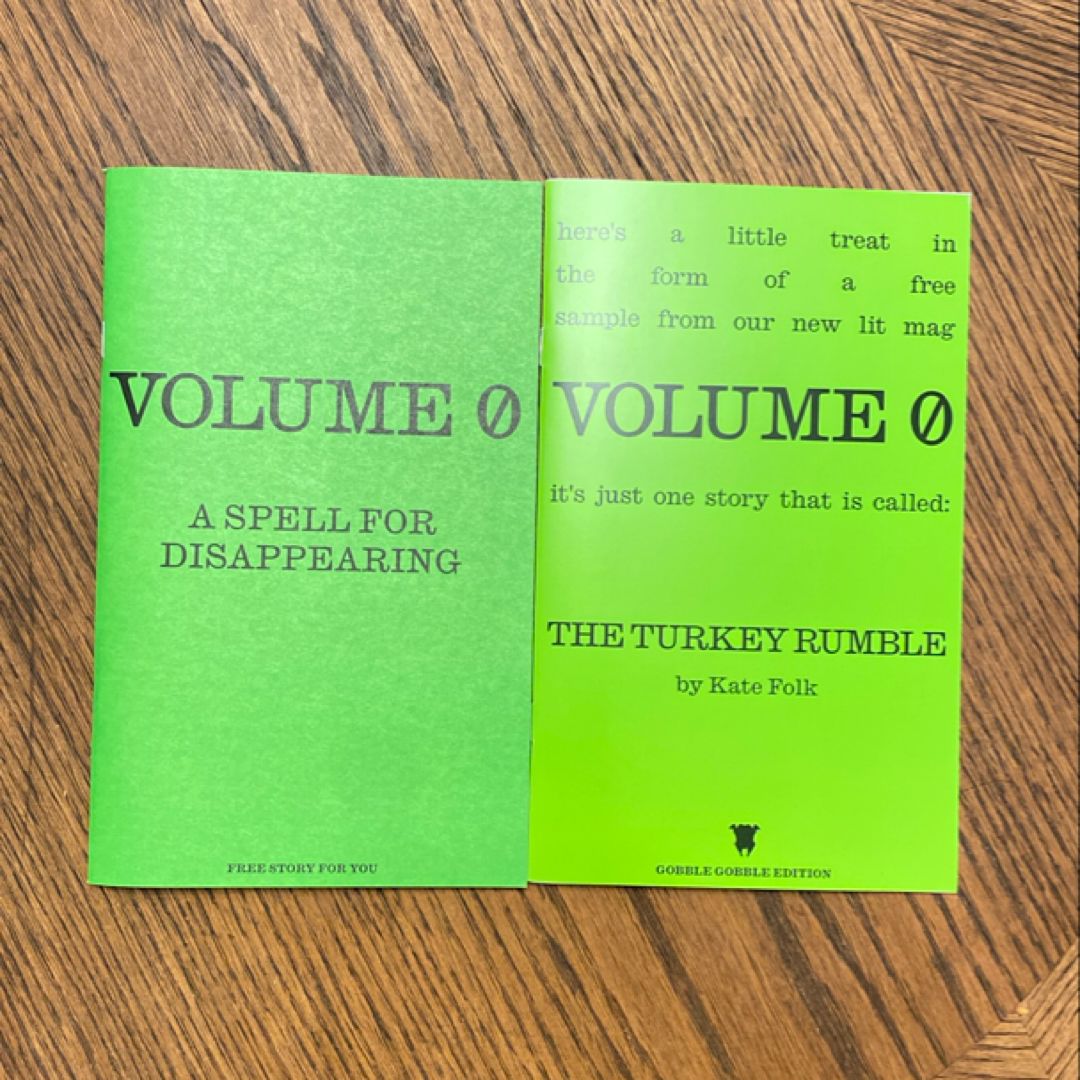 VOLUME 0
A SPELL FOR
DISAPPEARING
FREE STORY FOR YOU
here's a little treat in
the form of a free
sample from our new lit mag
VOLUME 0
it's just one story that is called:
THE TURKEY RUMBLE
by Kate Folk
GOBBLE GOBBLE EDITION